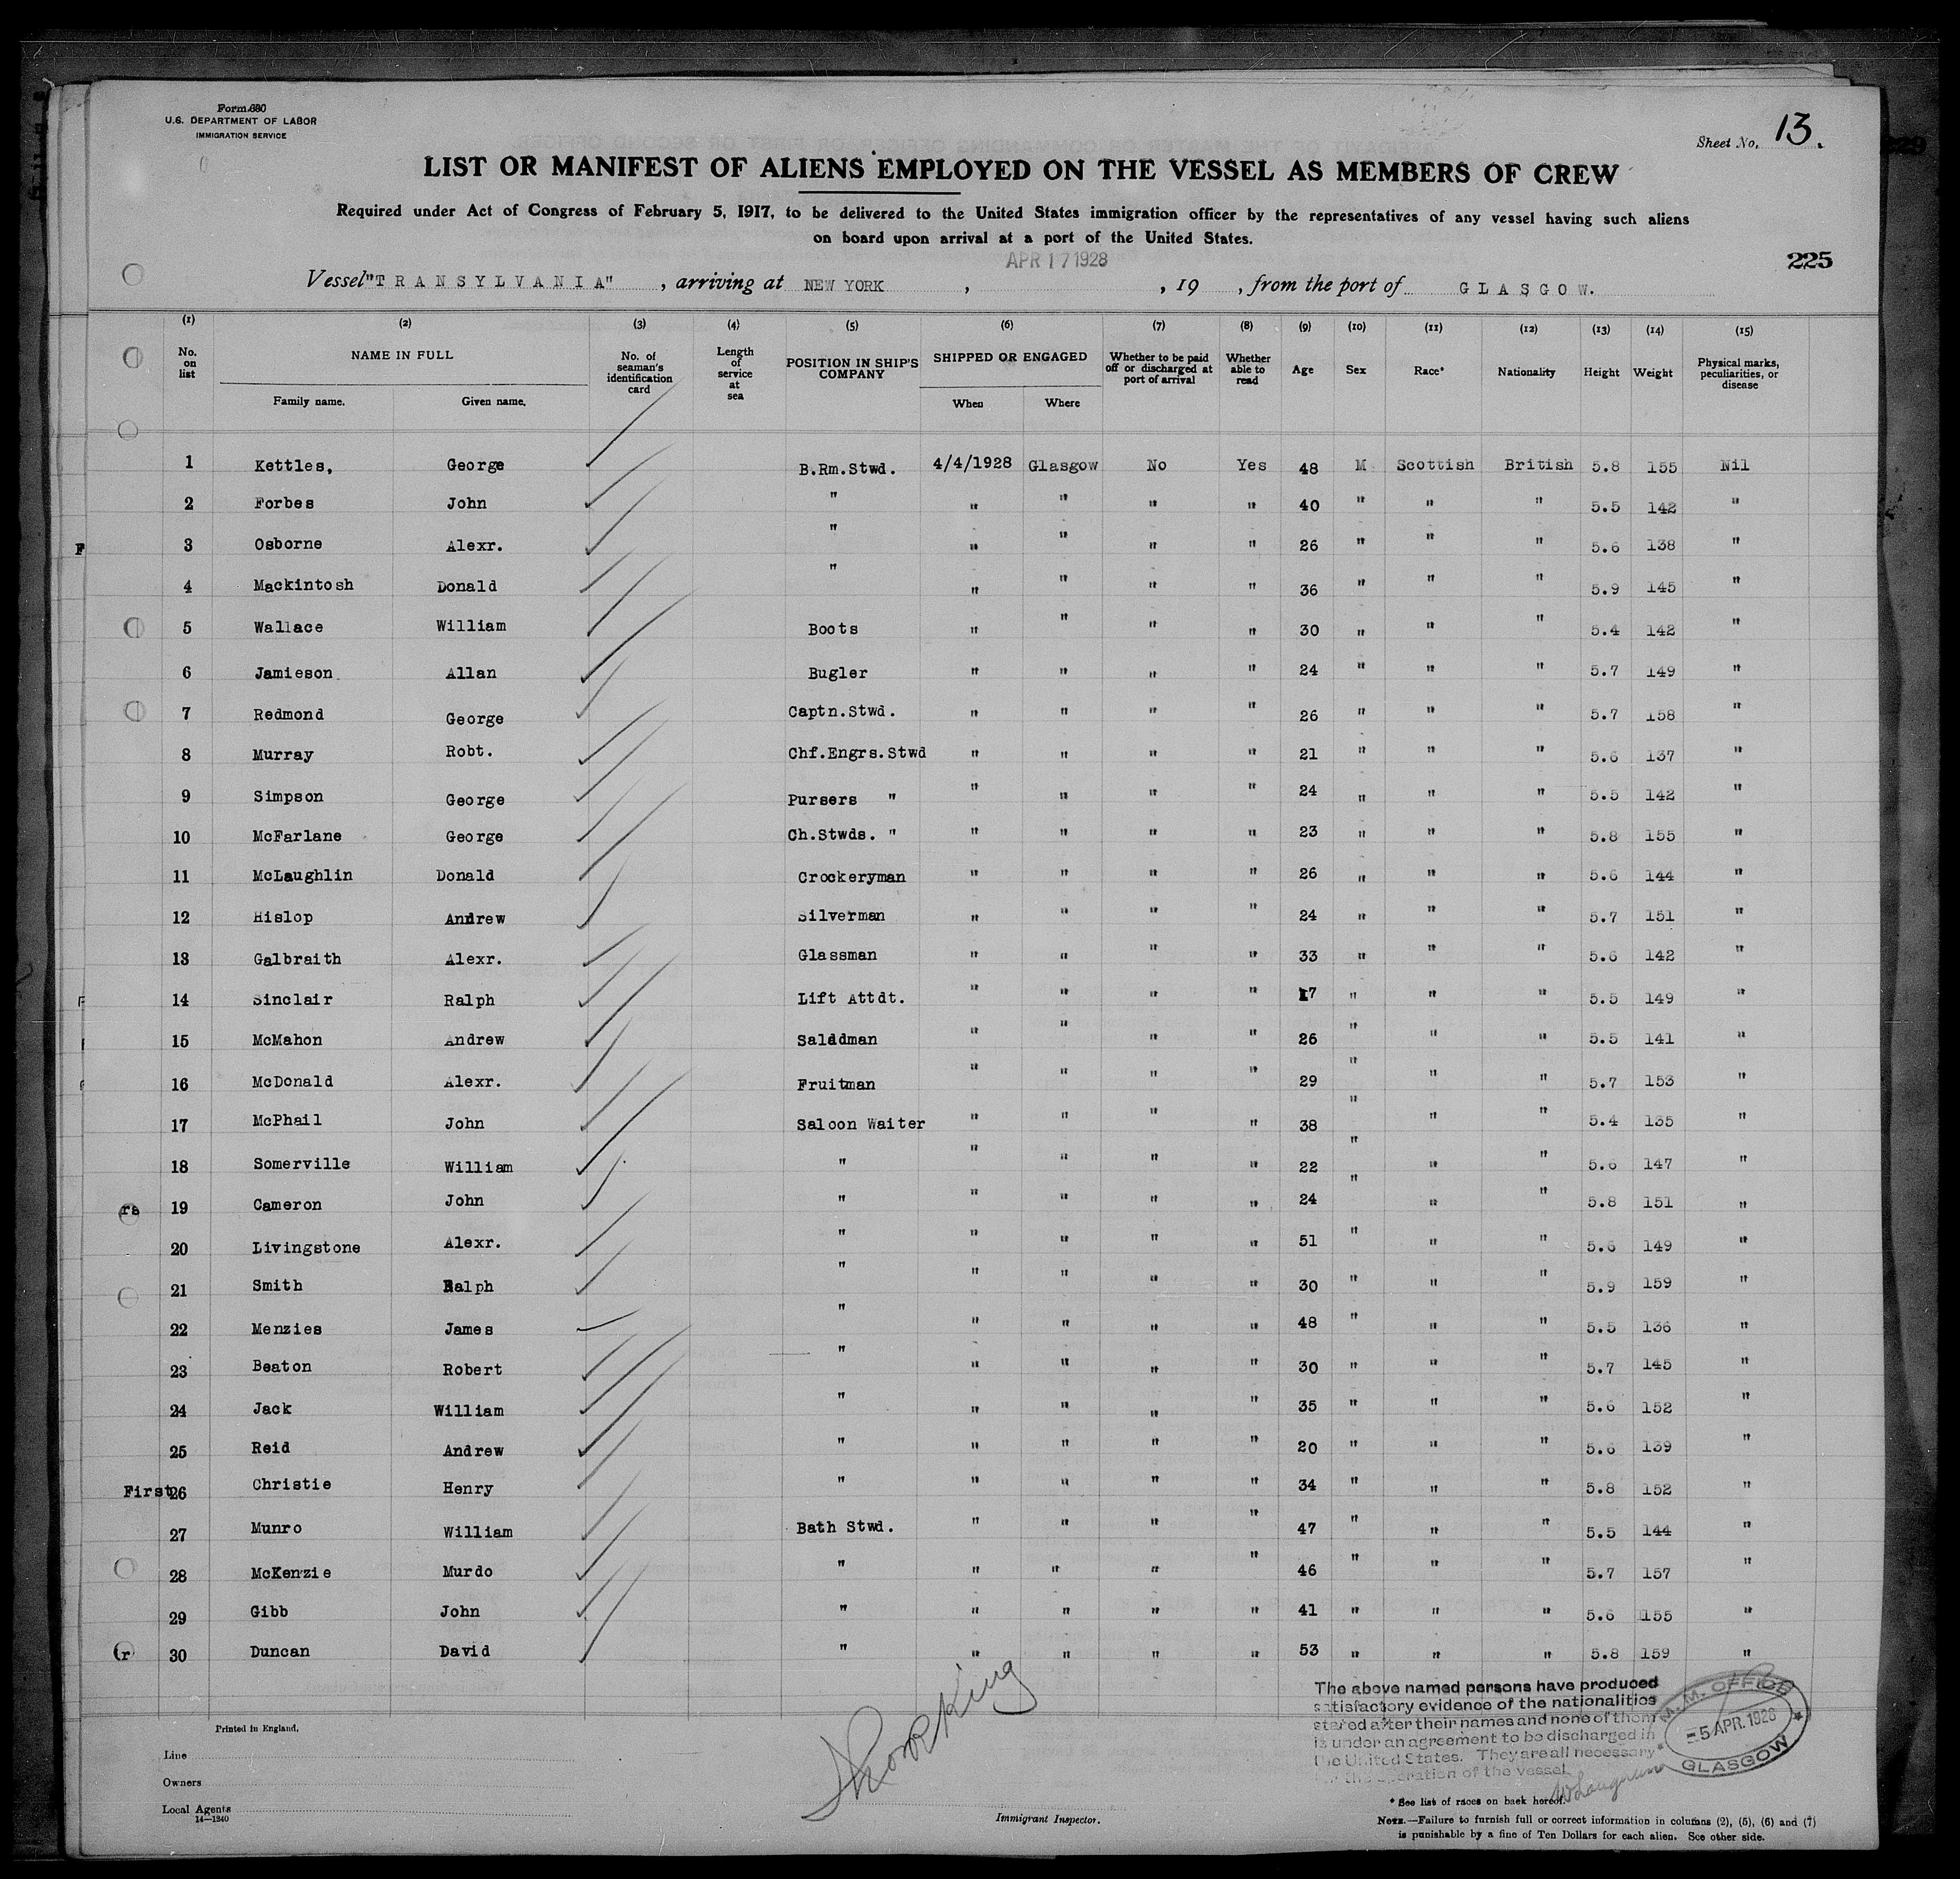 Form 680
U.S. DEPARTMENT OF LABOR
IMMIGRATION SERVICE
Sheet No. 13.
LIST OR MANIFEST OF ALIENS EMPLOYED ON THE VESSEL AS MEMBERS OF CREW
Required under Act of Congress of February 5, 1917, to be delivered to the United States immigration officer by the representatives of any vessel having such aliens
on board upon arrival at a port of the United States.
APR 17 1928
225
Vessel "TRANSYLVANIA" , arriving at NEW YORK , , 19 , from the port of GLASGOW.
(1) (2) (3) (4) (5) (6) (7) (8) (9) (10) (11) (12) (13) (14) (15)
No. on list NAME IN FULL Family name. Given name. No. of seaman's identification card Length of service at sea POSITION IN SHIP'S COMPANY SHIPPED OR ENGAGED When Where Whether to be paid off or discharged at port of arrival Whether able to read Age Sex Race* Nationality Height Weight Physical marks, peculiarities, or disease
1 Kettles, George B.Rm.Stwd. 4/4/1928 Glasgow No Yes 48 M Scottish British 5.8 155 Nil
2 Forbes John " " " " " 40 " " " 5.5 142 "
F 3 Osborne Alexr. " " " " " 26 " " " 5.6 138 "
4 Mackintosh Donald " " " " " 36 " " " 5.9 145 "
5 Wallace William Boots " " " " 30 " " " 5.4 142 "
6 Jamieson Allan Bugler " " " " 24 " " " 5.7 149 "
7 Redmond George Captn.Stwd. " " " " 26 " " " 5.7 158 "
8 Murray Robt. Chf.Engrs.Stwd " " " " 21 " " " 5.6 137 "
9 Simpson George Pursers " " " " " 24 " " " 5.5 142 "
10 McFarlane George Ch.Stwds. " " " " " 23 " " " 5.8 155 "
11 McLaughlin Donald Crockeryman " " " " 26 " " " 5.6 144 "
12 Hislop Andrew Silverman " " " " 24 " " " 5.7 151 "
13 Galbraith Alexr. Glassman " " " " 33 " " " 5.6 142 "
14 Sinclair Ralph Lift Attdt. " " " " 17 " " " 5.5 149 "
15 McMahon Andrew Saladman " " " " 26 " " " 5.5 141 "
16 McDonald Alexr. Fruitman " " " " 29 " " " 5.7 153 "
17 McPhail John Saloon Waiter " " " " 38 " " " 5.4 135 "
18 Somerville William " " " " " 22 " " " 5.6 147 "
19 Cameron John " " " " " 24 " " " 5.8 151 "
20 Livingstone Alexr. " " " " " 51 " " " 5.6 149 "
21 Smith Ralph " " " " " 30 " " " 5.9 159 "
22 Menzies James " " " " " 48 " " " 5.5 136 "
23 Beaton Robert " " " " " 30 " " " 5.7 145 "
24 Jack William " " " " " 35 " " " 5.6 152 "
25 Reid Andrew " " " " " 20 " " " 5.6 139 "
First 26 Christie Henry " " " " " 34 " " " 5.8 152 "
27 Munro William Bath Stwd. " " " " 47 " " " 5.5 144 "
28 McKenzie Murdo " " " " " 46 " " " 5.7 157 "
29 Gibb John " " " " " 41 " " " 5.6 155 "
30 Duncan David " " " " " 53 " " " 5.8 159 "
The above named persons have produced
satisfactory evidence of the nationalities
stated after their names and none of them
is under an agreement to be discharged in
the United States. They are all necessary
for the operation of the vessel
M. M. OFFICE
5 APR. 1928
GLASGOW
Printed in England.
Line
Owners
Local Agents
14—1240
Immigrant Inspector.
* See list of races on back hereof.
NOTE.—Failure to furnish full or correct information in columns (2), (5), (6) and (7)
is punishable by a fine of Ten Dollars for each alien. See other side.